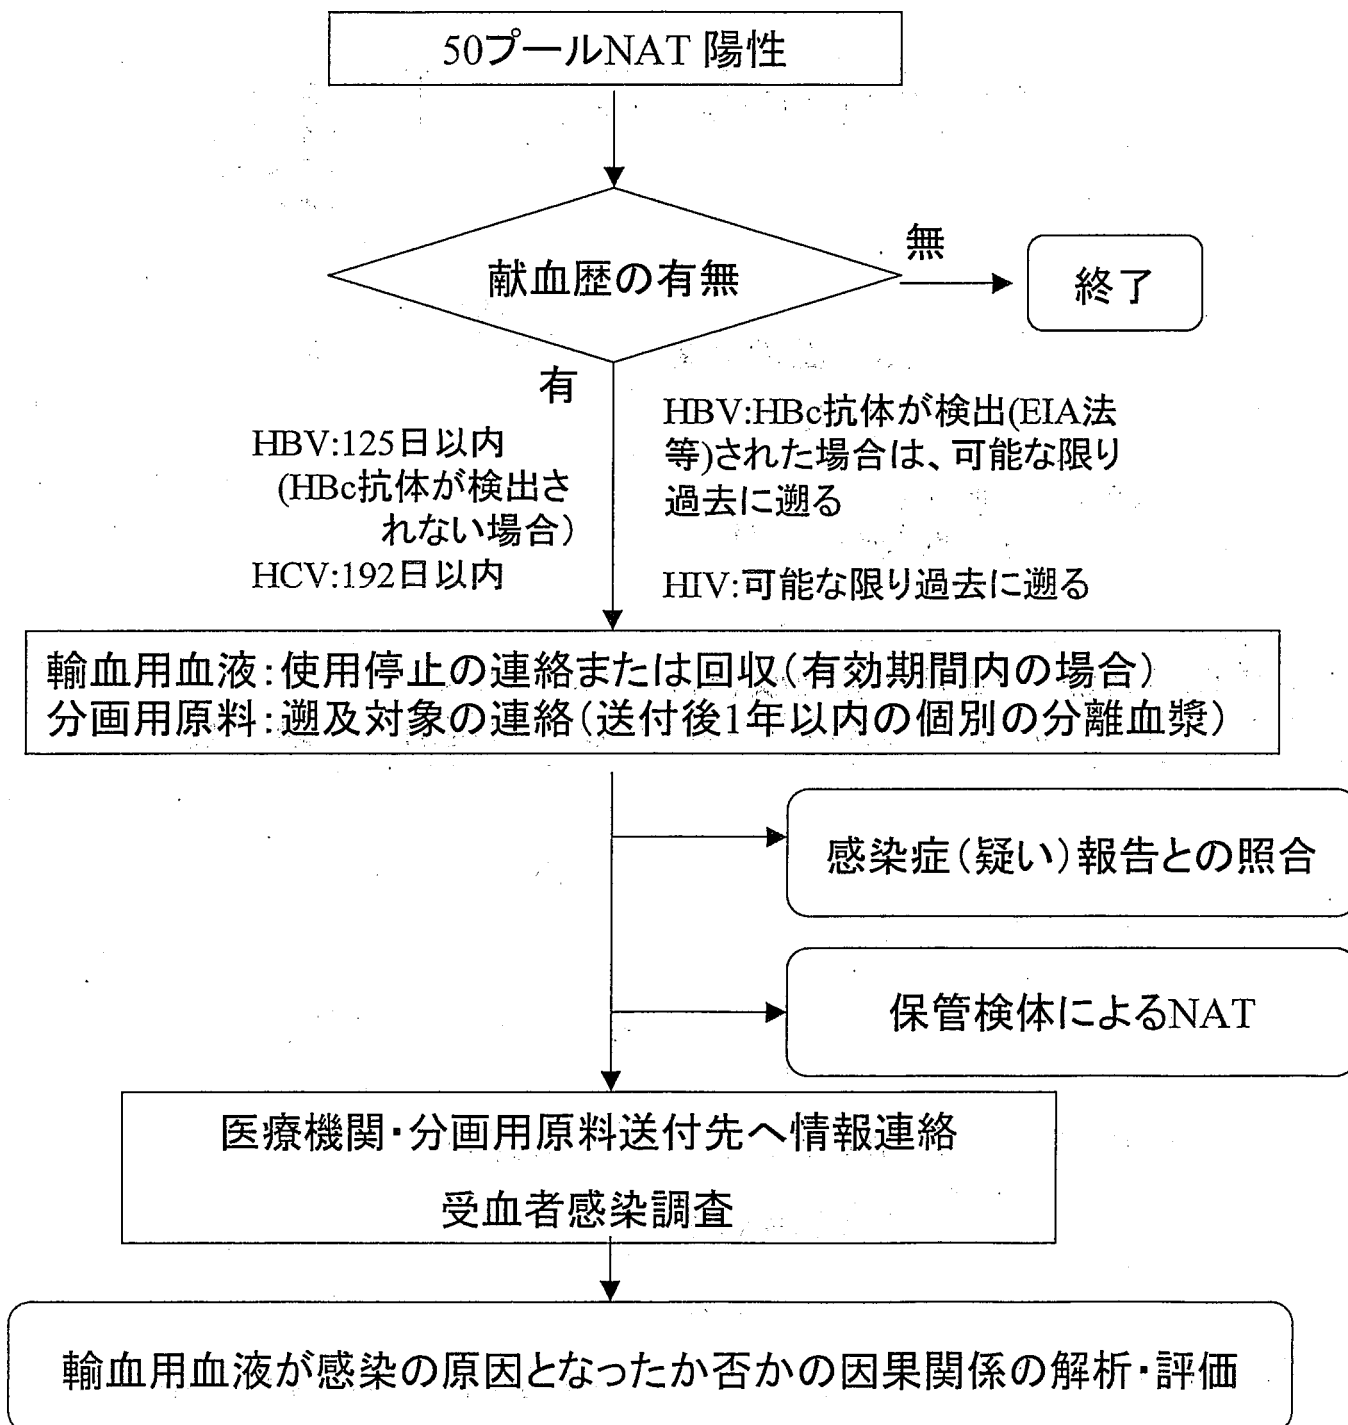 50プールNAT 陽性
献血歴の有無
無
終了
有
HBV:125日以内
(HBc抗体が検出さ
れない場合)
HCV:192日以内
HBV:HBc抗体が検出(EIA法
等)された場合は、可能な限り
過去に遡る
HIV:可能な限り過去に遡る
輸血用血液:使用停止の連絡または回収(有効期間内の場合)
分画用原料:遡及対象の連絡(送付後1年以内の個別の分離血漿)
感染症(疑い)報告との照合
保管検体によるNAT
医療機関・分画用原料送付先へ情報連絡
受血者感染調査
輸血用血液が感染の原因となったか否かの因果関係の解析・評価